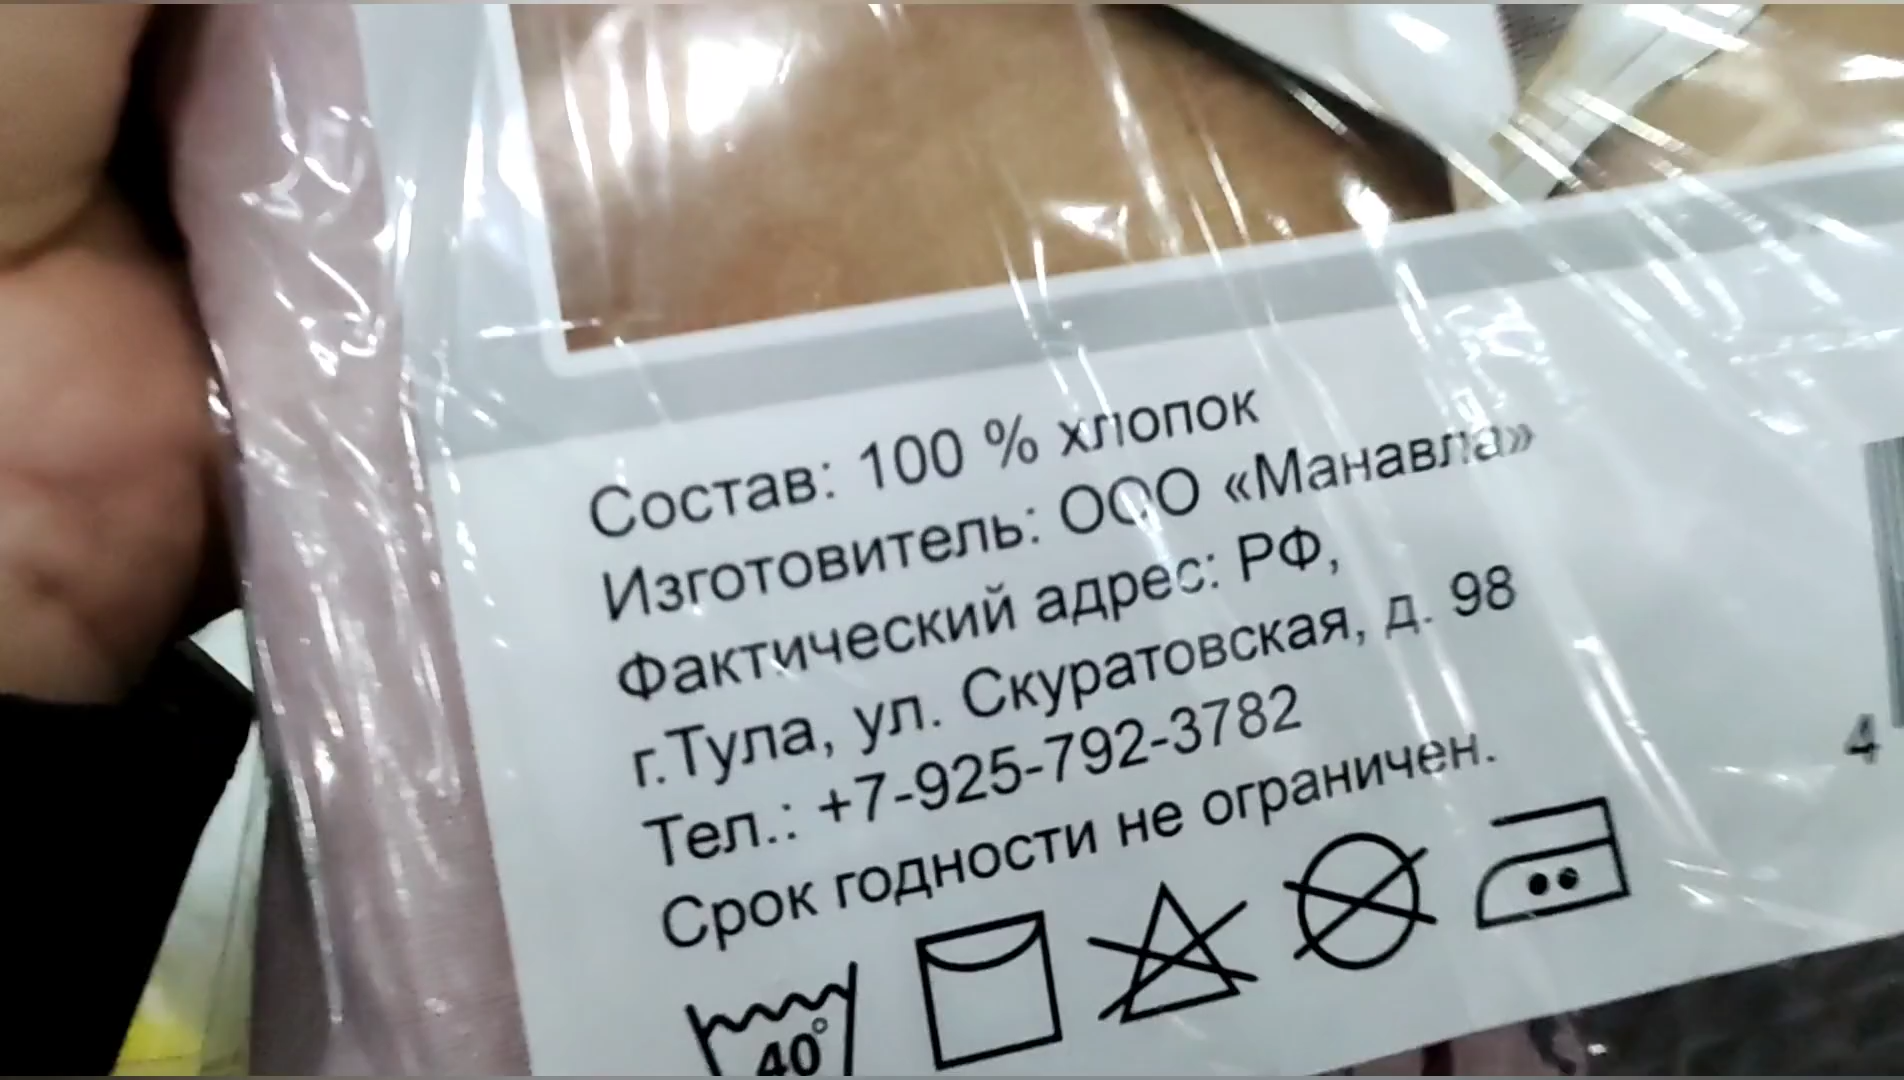 Состав: 100 % хлопок
Изготовитель: ООО «Манавла»
Фактический адрес: РФ,
г.Тула, ул. Скуратовская, д. 98
Тел.: +7-925-792-3782
Срок годности не ограничен.
40°
4